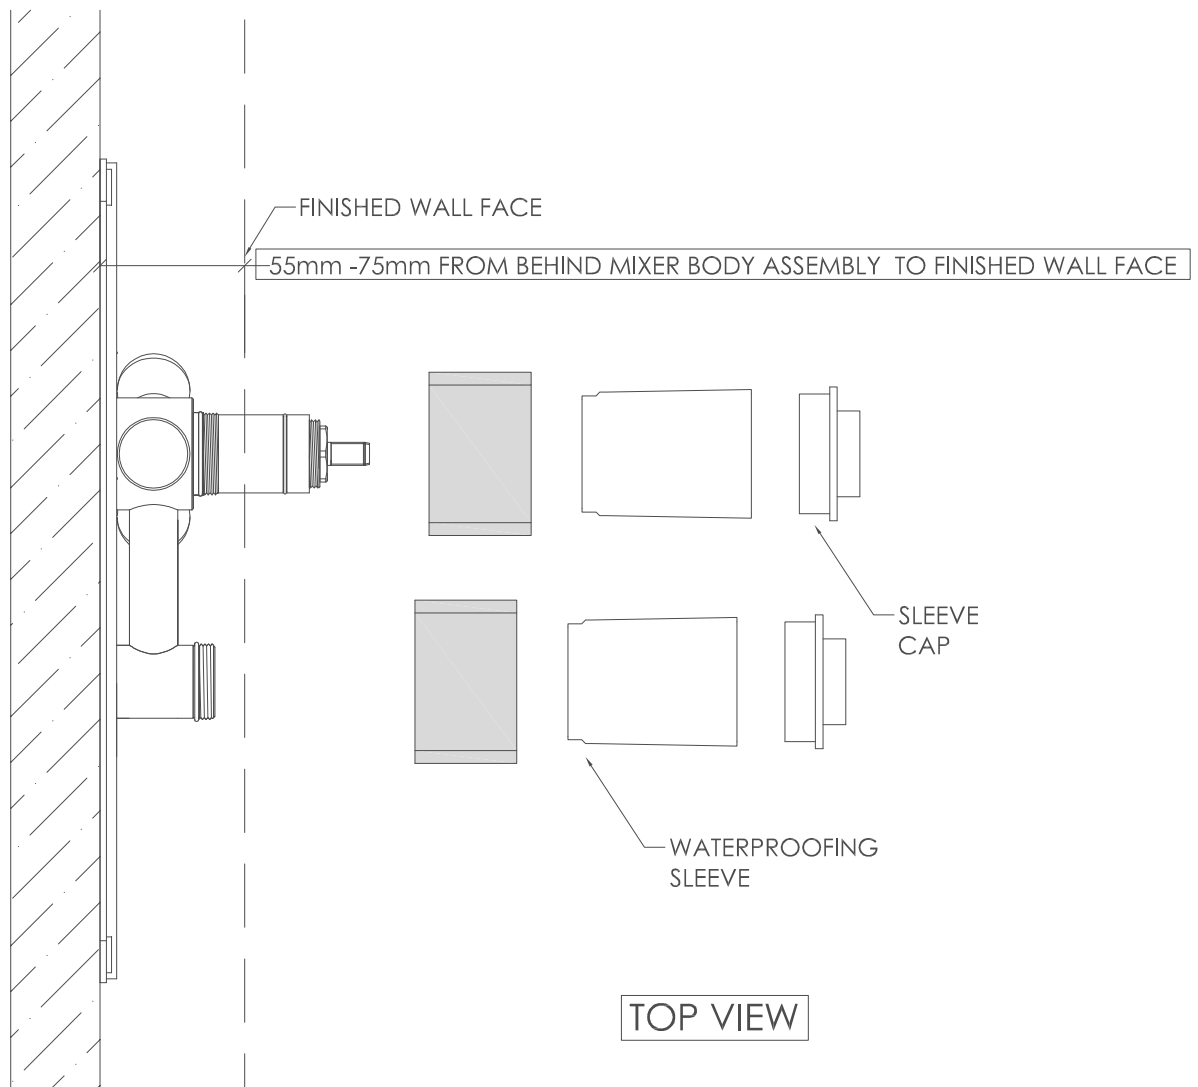 FINISHED WALL FACE
55mm -75mm FROM BEHIND MIXER BODY ASSEMBLY TO FINISHED WALL FACE
SLEEVE
CAP
WATERPROOFING
SLEEVE
TOP VIEW